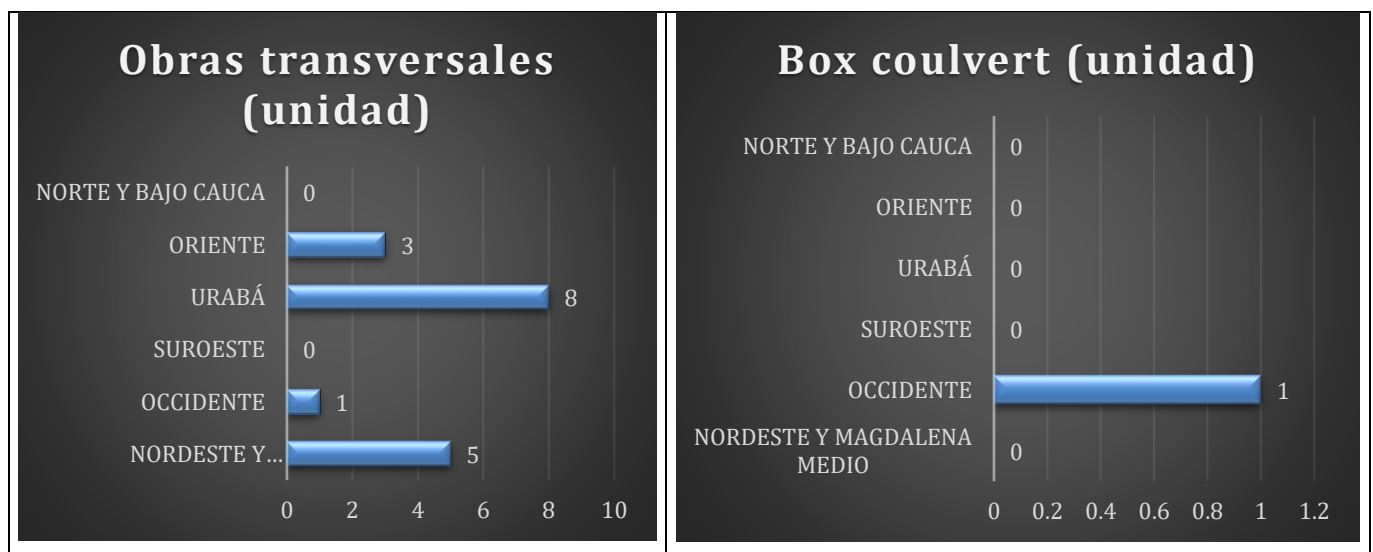 Obras transversales
(unidad)
NORTE Y BAJO CAUCA
0
ORIENTE
3
URABÁ
8
SUROESTE
0
OCCIDENTE
1
NORDESTE Y...
5
0 2 4 6 8 10
Box coulvert (unidad)
NORTE Y BAJO CAUCA
0
ORIENTE
0
URABÁ
0
SUROESTE
0
OCCIDENTE
1
NORDESTE Y MAGDALENA
MEDIO
0
0 0.2 0.4 0.6 0.8 1 1.2